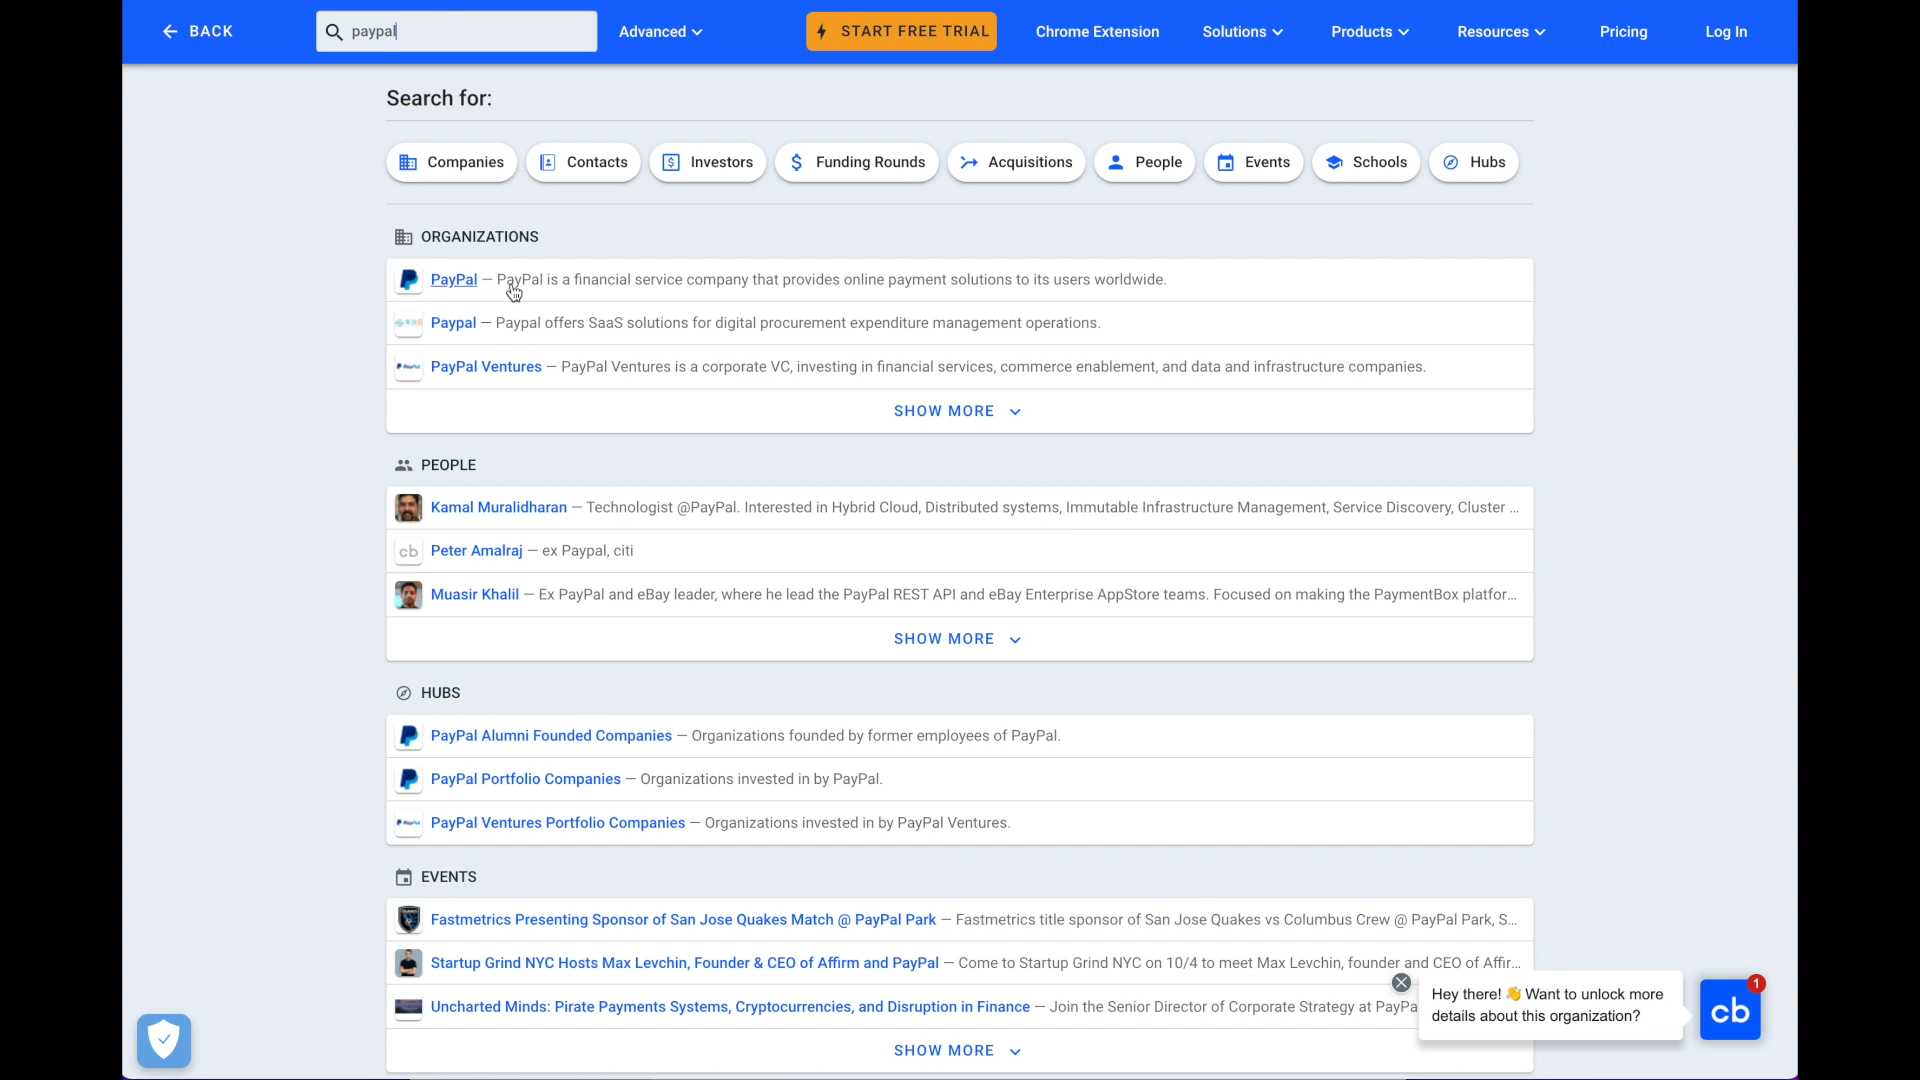 BACK
paypal
Advanced
START FREE TRIAL
Chrome Extension
Solutions
Products
Resources
Pricing
Log In
Search for:
Companies
Contacts
Investors
Funding Rounds
Acquisitions
People
Events
Schools
Hubs
ORGANIZATIONS
PayPal — PayPal is a financial service company that provides online payment solutions to its users worldwide.
Paypal — Paypal offers SaaS solutions for digital procurement expenditure management operations.
PayPal Ventures — PayPal Ventures is a corporate VC, investing in financial services, commerce enablement, and data and infrastructure companies.
SHOW MORE
PEOPLE
Kamal Muralidharan — Technologist @PayPal. Interested in Hybrid Cloud, Distributed systems, Immutable Infrastructure Management, Service Discovery, Cluster ...
cb Peter Amalraj — ex Paypal, citi
Muasir Khalil — Ex PayPal and eBay leader, where he lead the PayPal REST API and eBay Enterprise AppStore teams. Focused on making the PaymentBox platfor...
SHOW MORE
HUBS
PayPal Alumni Founded Companies — Organizations founded by former employees of PayPal.
PayPal Portfolio Companies — Organizations invested in by PayPal.
PayPal Ventures Portfolio Companies — Organizations invested in by PayPal Ventures.
EVENTS
Fastmetrics Presenting Sponsor of San Jose Quakes Match @ PayPal Park — Fastmetrics title sponsor of San Jose Quakes vs Columbus Crew @ PayPal Park, S...
Startup Grind NYC Hosts Max Levchin, Founder & CEO of Affirm and PayPal — Come to Startup Grind NYC on 10/4 to meet Max Levchin, founder and CEO of Affir...
Uncharted Minds: Pirate Payments Systems, Cryptocurrencies, and Disruption in Finance — Join the Senior Director of Corporate Strategy at PayPa
SHOW MORE
Hey there! 👋 Want to unlock more
details about this organization?
cb
1